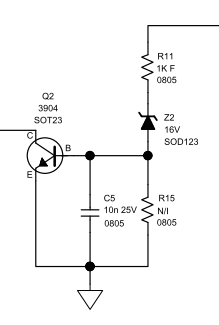 R11
1K F
0805
Q2
3904
SOT23
Z2
16V
SOD123
C
B
E
C5
10n 25V
0805
R15
N/I
0805